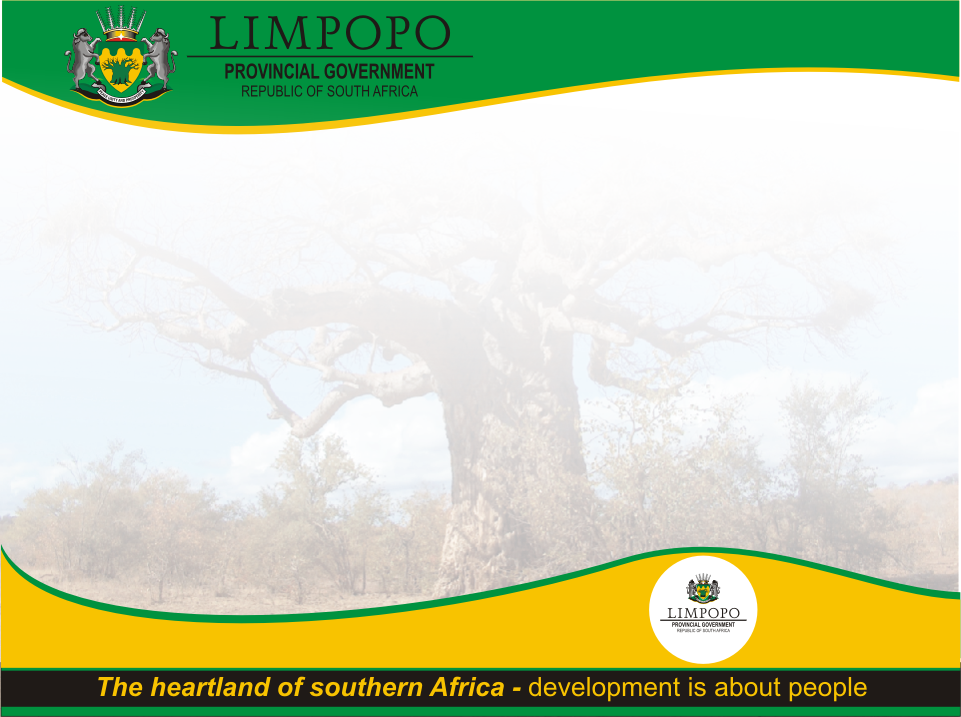 LIMPOPO
PROVINCIAL GOVERNMENT
REPUBLIC OF SOUTH AFRICA
LIMPOPO
PROVINCIAL GOVERNMENT
REPUBLIC OF SOUTH AFRICA
The heartland of southern Africa - development is about people